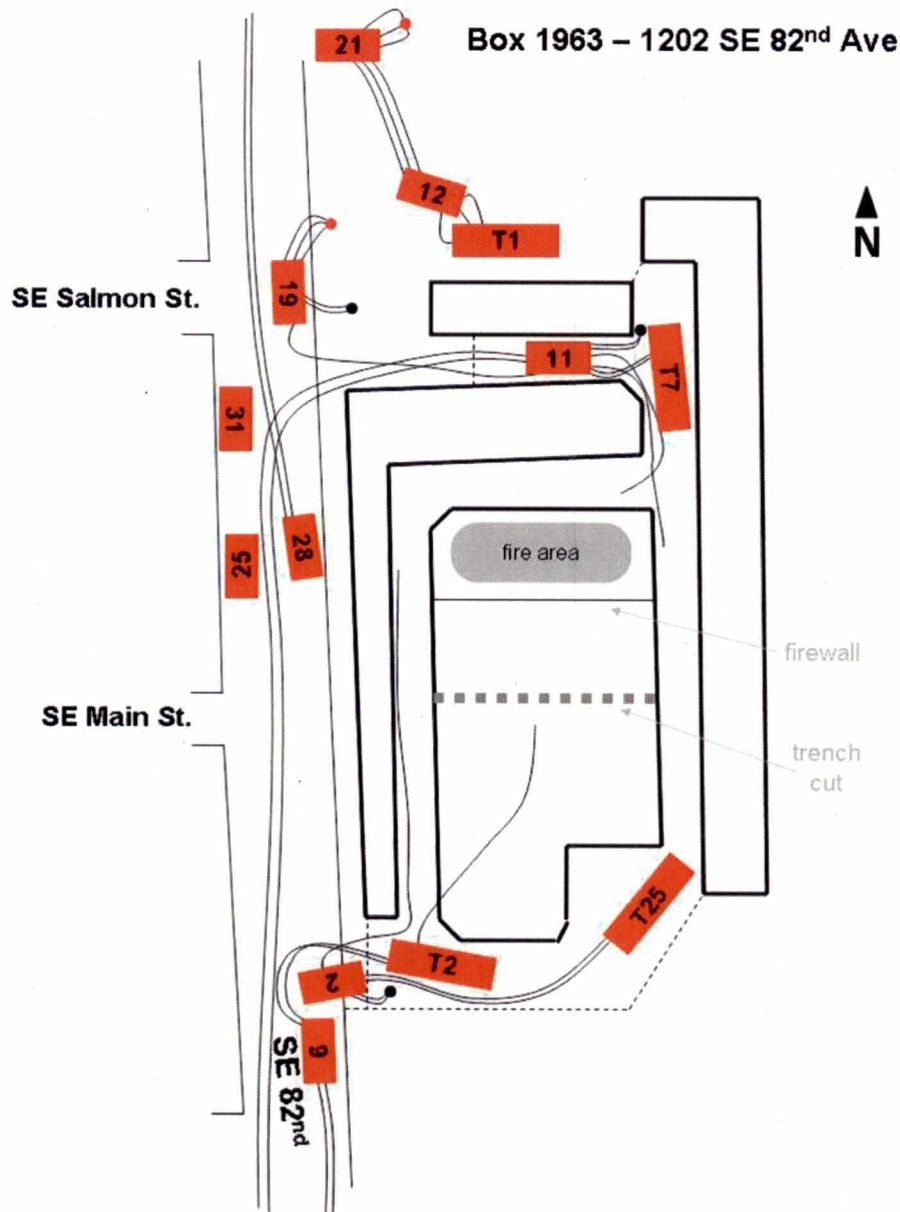 Box 1963 – 1202 SE 82nd Ave
21
12
T1
N
SE Salmon St.
19
11
T7
31
28
25
fire area
firewall
SE Main St.
trench
cut
T25
T2
2
9
SE 82nd